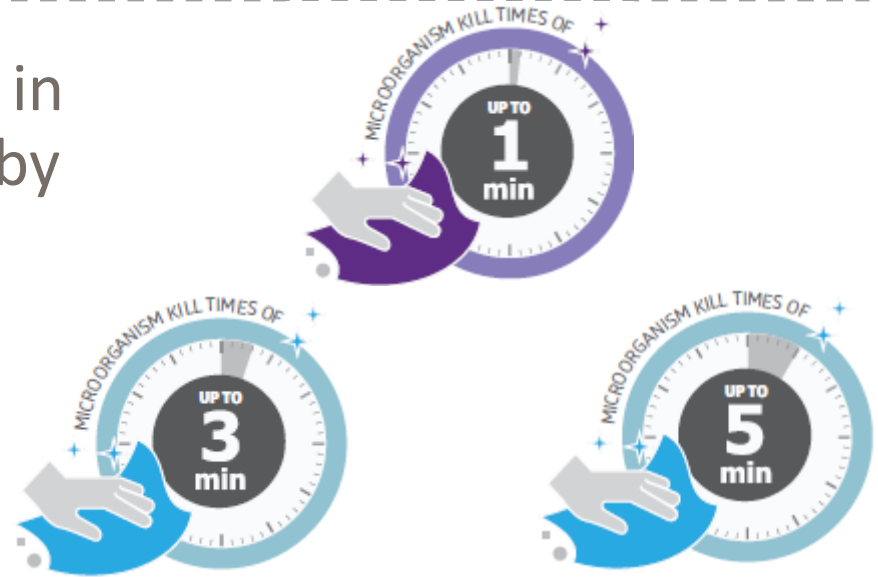 in
by
MICROORGANISM KILL TIMES OF
UP TO
1
min
MICROORGANISM KILL TIMES OF
UP TO
3
min
MICROORGANISM KILL TIMES OF
UP TO
5
min